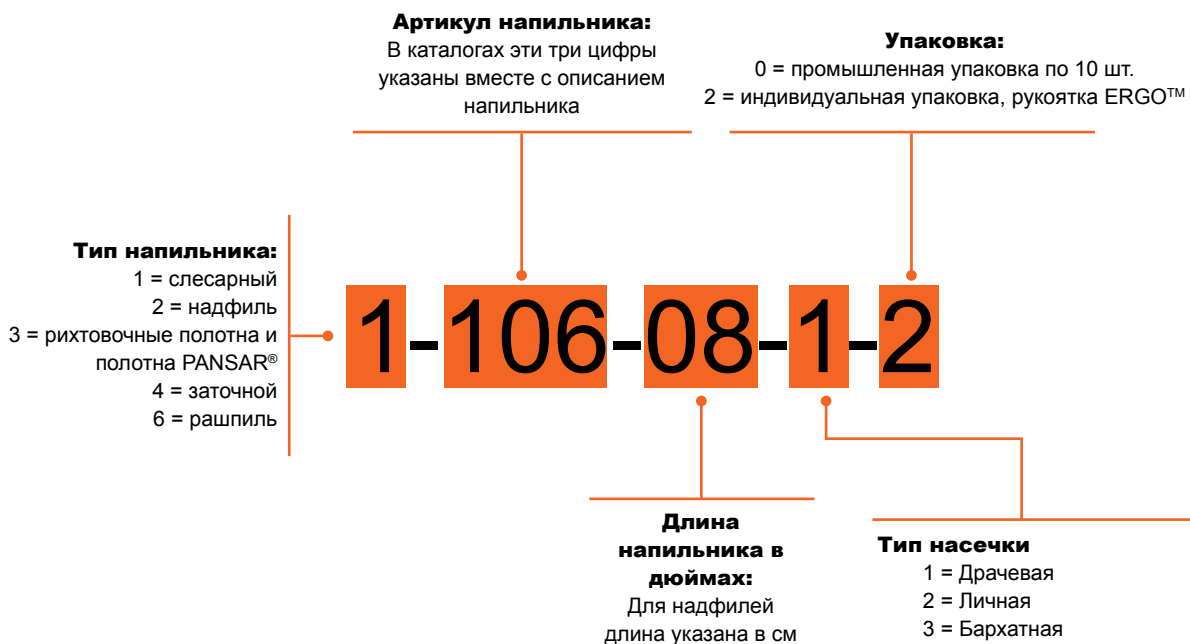 Артикул напильника:
В каталогах эти три цифры
указаны вместе с описанием
напильника
Упаковка:
0 = промышленная упаковка по 10 шт.
2 = индивидуальная упаковка, рукоятка ERGO™
Тип напильника:
1 = слесарный
2 = надфиль
3 = рихтовочные полотна и
полотна PANSAR®
4 = заточной
6 = рашпиль
1-106-08-1-2
Длина
напильника в
дюймах:
Для надфилей
длина указана в см
Тип насечки
1 = Драчевая
2 = Личная
3 = Бархатная